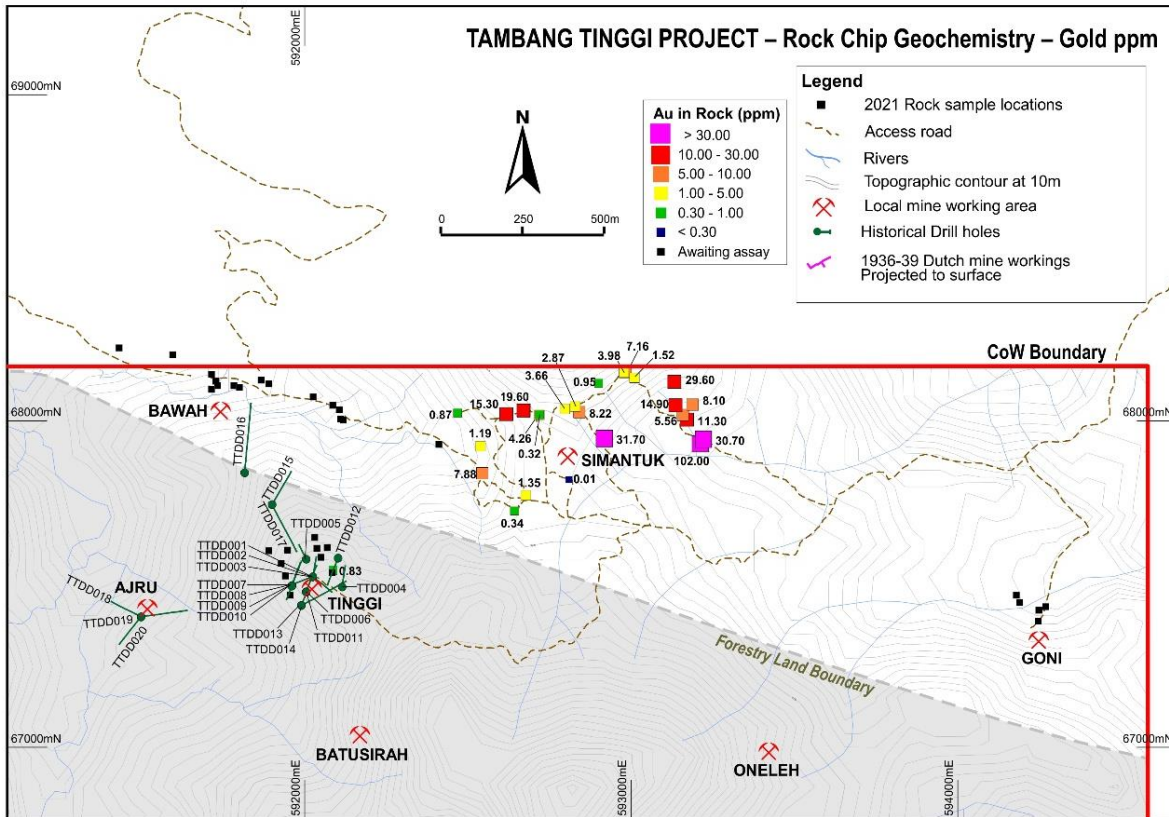 592000mE
TAMBANG TINGGI PROJECT – Rock Chip Geochemistry – Gold ppm
69000mN
Legend
2021 Rock sample locations
Access road
Rivers
Topographic contour at 10m
Local mine working area
Historical Drill holes
1936-39 Dutch mine workings
Projected to surface
Au in Rock (ppm)
> 30.00
10.00 - 30.00
5.00 - 10.00
1.00 - 5.00
0.30 - 1.00
< 0.30
Awaiting assay
N
0
250
500m
CoW Boundary
2.87
3.98
7.16
1.52
3.66
0.95
29.60
68000mN
BAWAH
0.87
15.30
19.60
8.22
14.90
8.10
5.56
11.30
68000mN
1.19
4.26
0.32
31.70
30.70
SIMANTUK
102.00
7.88
0.01
1.35
0.34
TTDD016
TTDD015
TTDD017
TTDD005
TTDD012
TTDD001
TTDD002
TTDD003
0.83
TTDD004
TTDD007
TTDD008
TTDD009
TTDD010
TINGGI
TTDD006
TTDD011
TTDD013
TTDD014
AJRU
TTDD018
TTDD019
TTDD020
Forestry Land Boundary
GONI
BATUSIRAH
ONELEH
67000mN
67000mN
592000mE
593000mE
594000mE